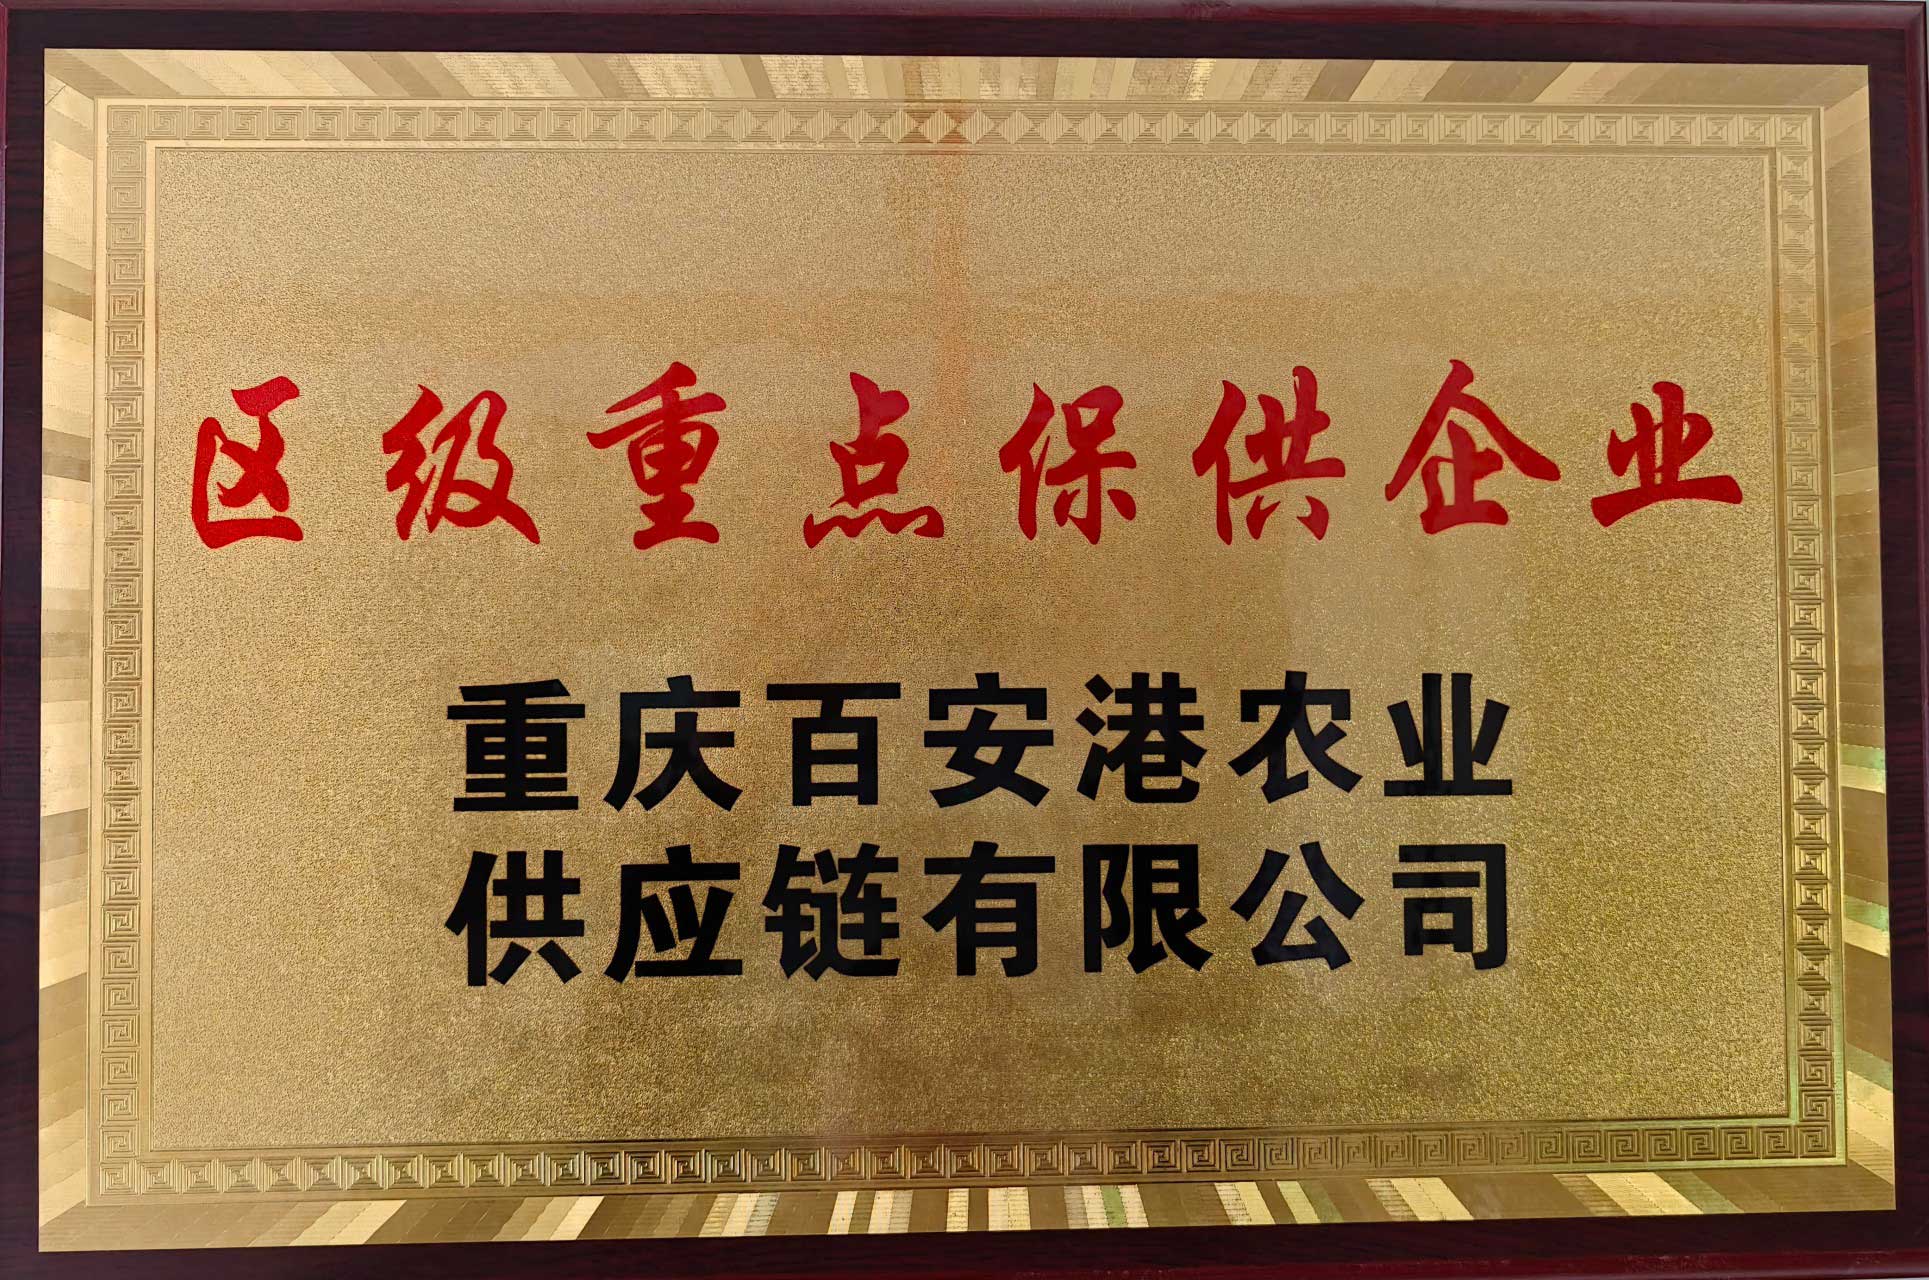 区级重点保供企业
重庆百安港农业
供应链有限公司